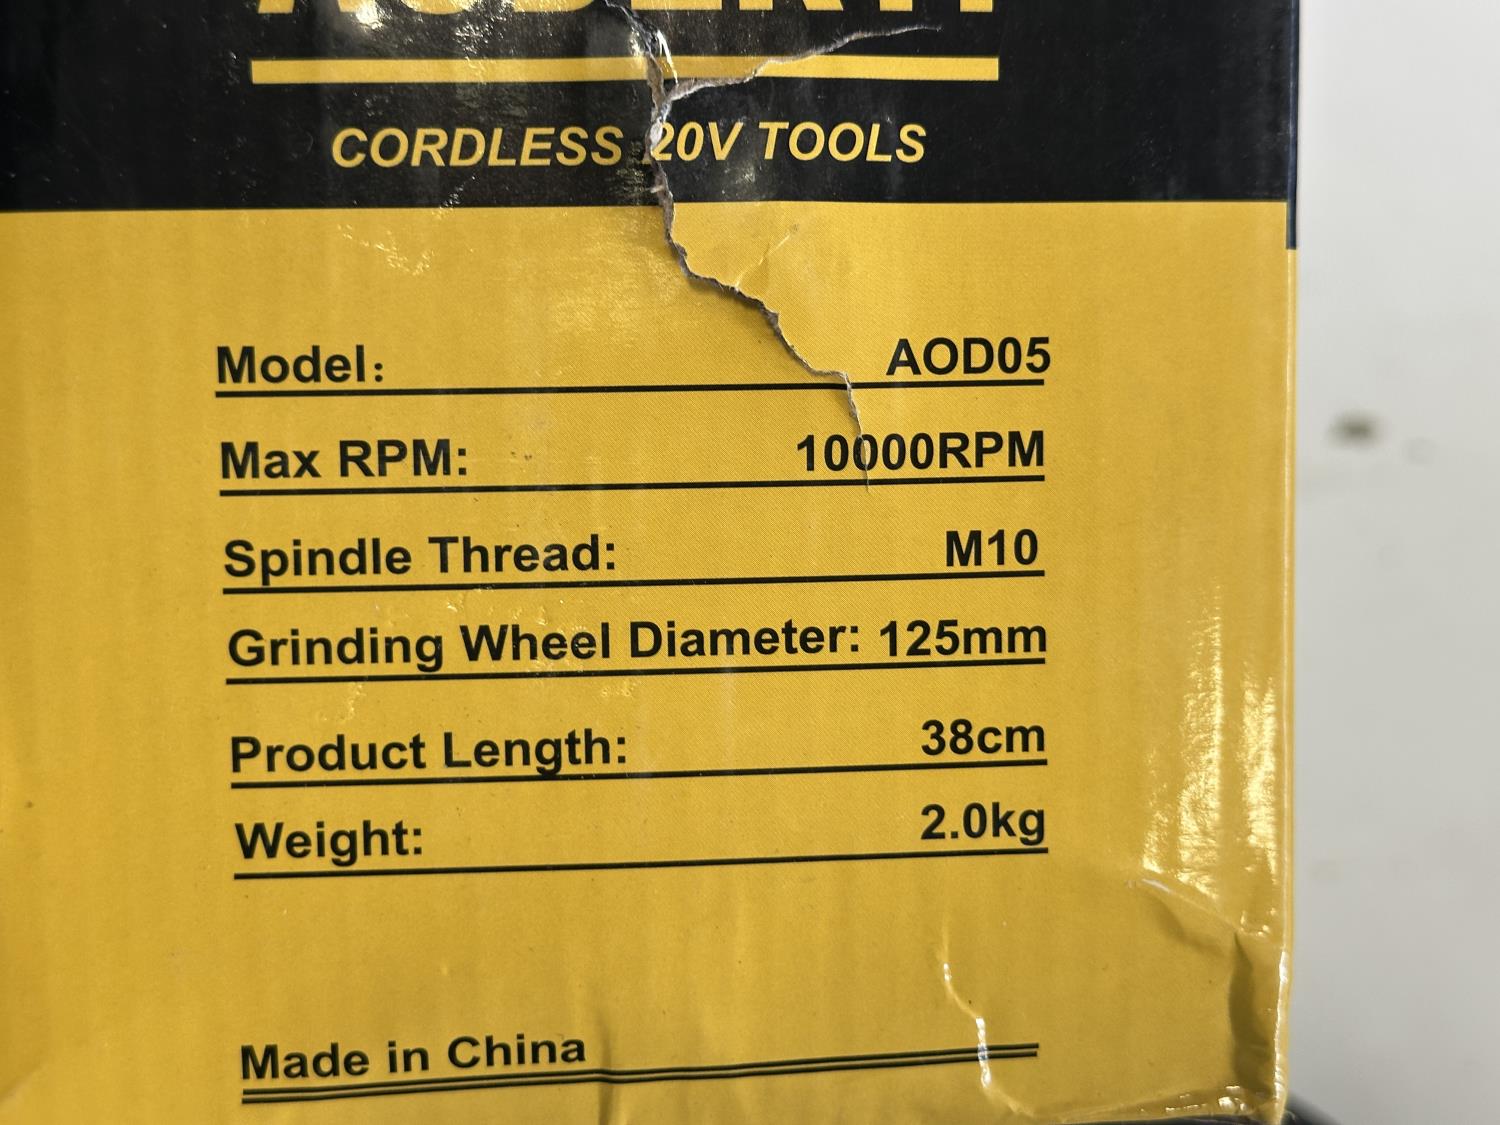 CORDLESS 20V TOOLS
Model: AOD05
Max RPM: 10000RPM
Spindle Thread: M10
Grinding Wheel Diameter: 125mm
Product Length: 38cm
Weight: 2.0kg
Made in China